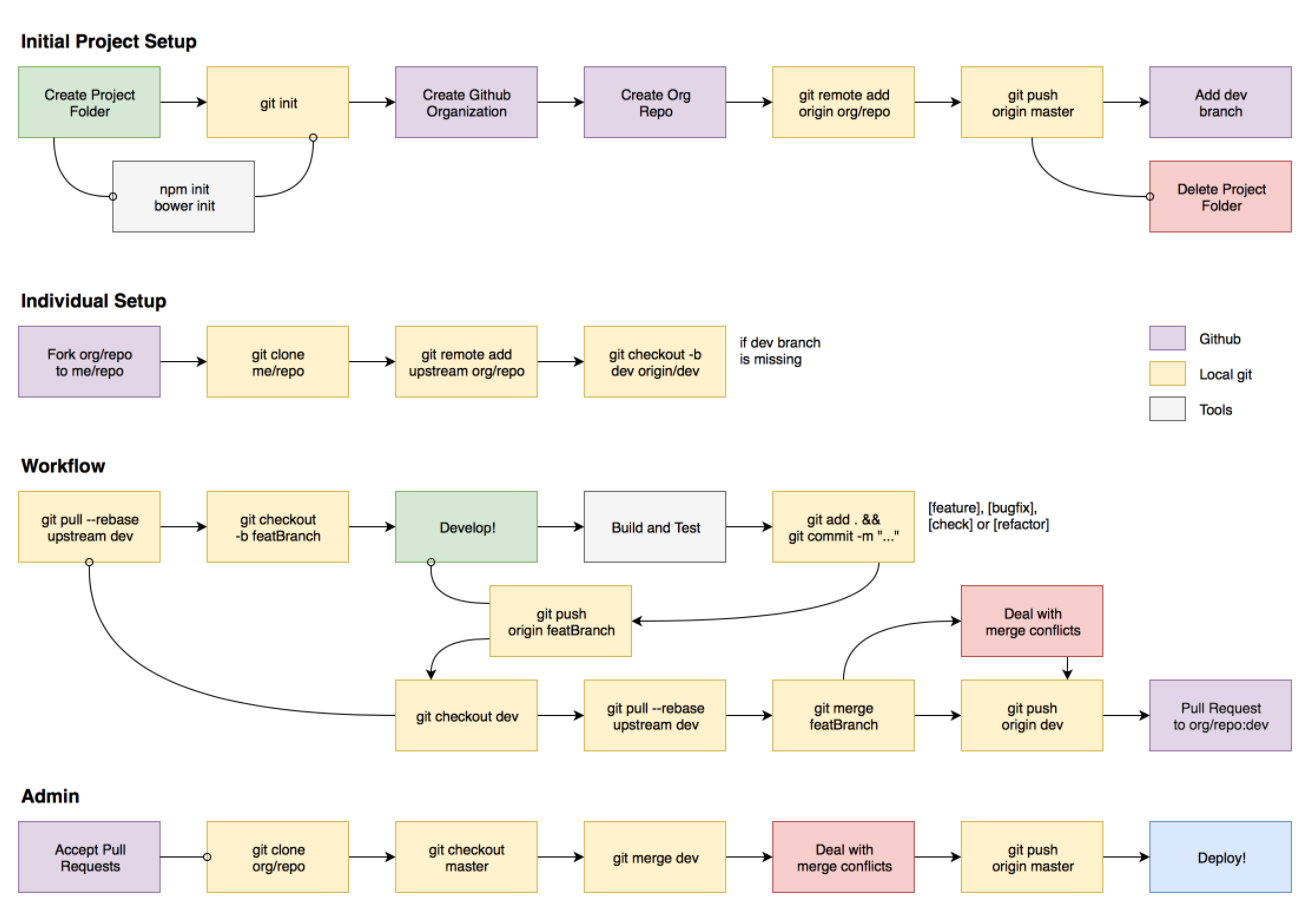 Initial Project Setup
Create Project
Folder
git init
Create Github
Organization
Create Org
Repo
git remote add
origin org/repo
git push
origin master
Add dev
branch
npm init
bower init
Delete Project
Folder
Individual Setup
Fork org/repo
to me/repo
git clone
me/repo
git remote add
upstream org/repo
git checkout -b
dev origin/dev
if dev branch
is missing
Github
Local git
Tools
Workflow
git pull --rebase
upstream dev
git checkout
-b featBranch
Develop!
Build and Test
git add . &&
git commit -m "..."
[feature], [bugfix],
[check] or [refactor]
git push
origin featBranch
Deal with
merge conflicts
git checkout dev
git pull --rebase
upstream dev
git merge
featBranch
git push
origin dev
Pull Request
to org/repo:dev
Admin
Accept Pull
Requests
git clone
org/repo
git checkout
master
git merge dev
Deal with
merge conflicts
git push
origin master
Deploy!